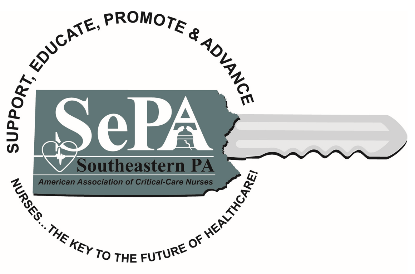 SUPPORT, EDUCATE, PROMOTE & ADVANCE
SePA
Southeastern PA
American Association of Critical-Care Nurses
NURSES...THE KEY TO THE FUTURE OF HEALTHCARE!